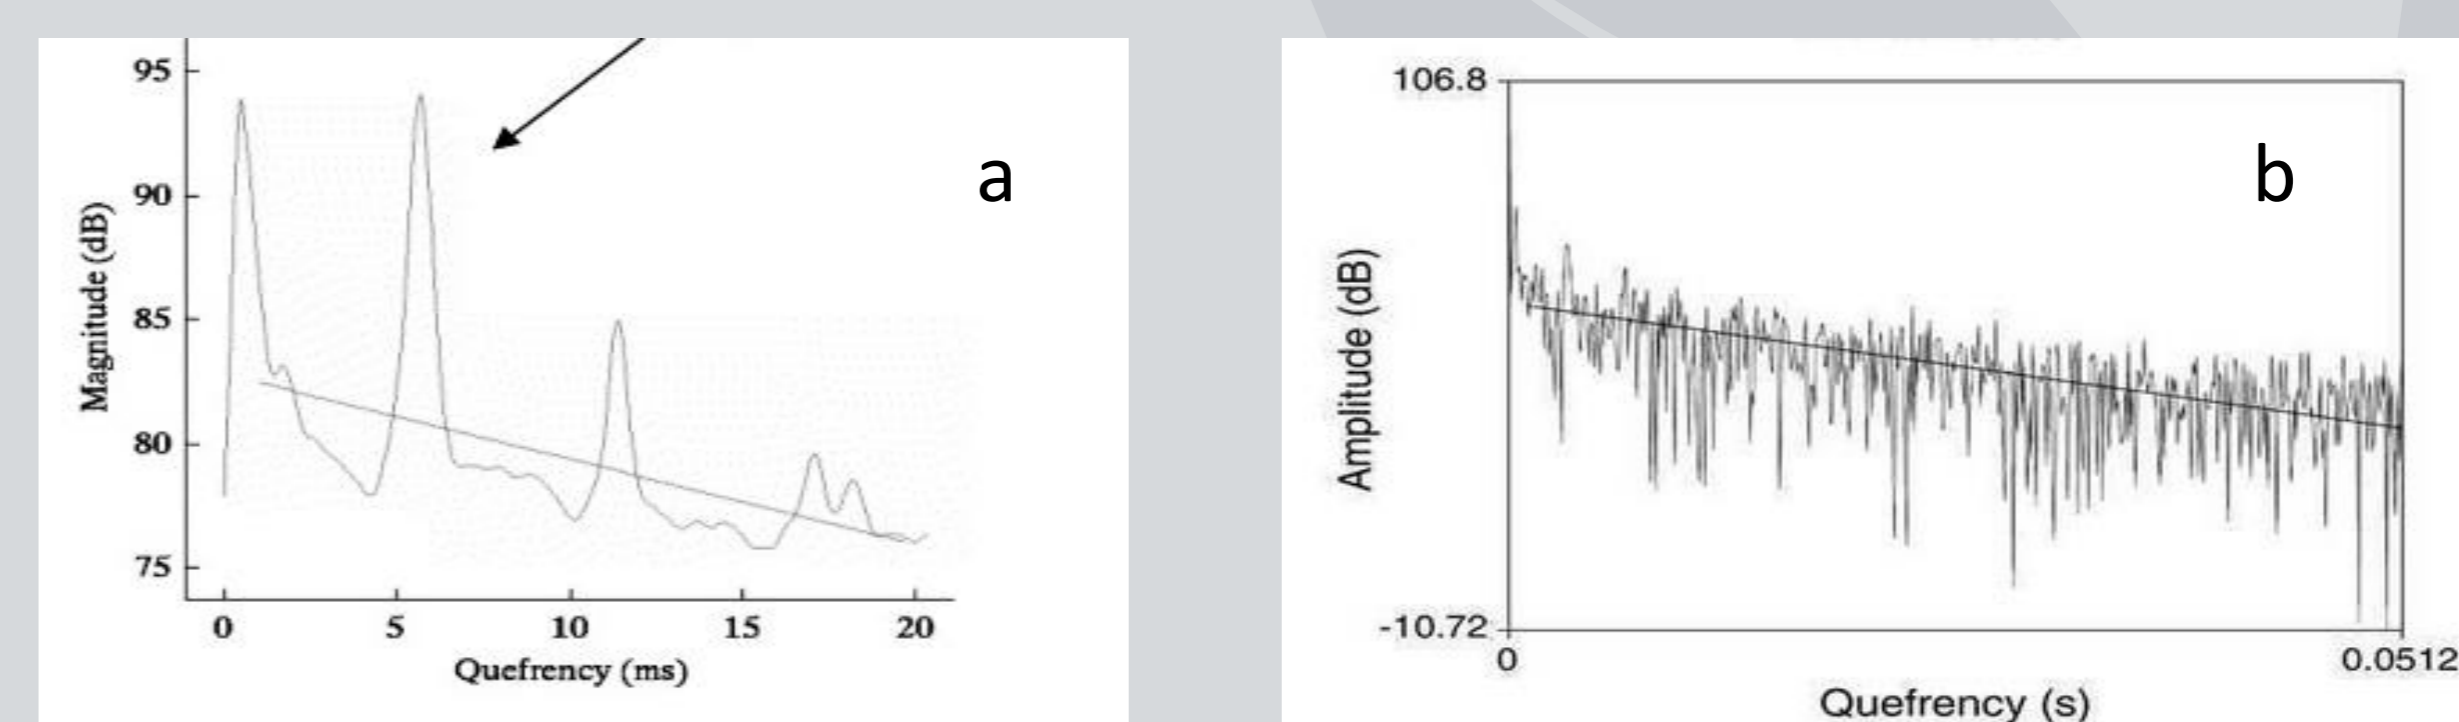 95
90
85
80
75
Magnitude (dB)
0 5 10 15 20
Quefrency (ms)
a
106.8
-10.72
Amplitude (dB)
0 0.0512
Quefrency (s)
b